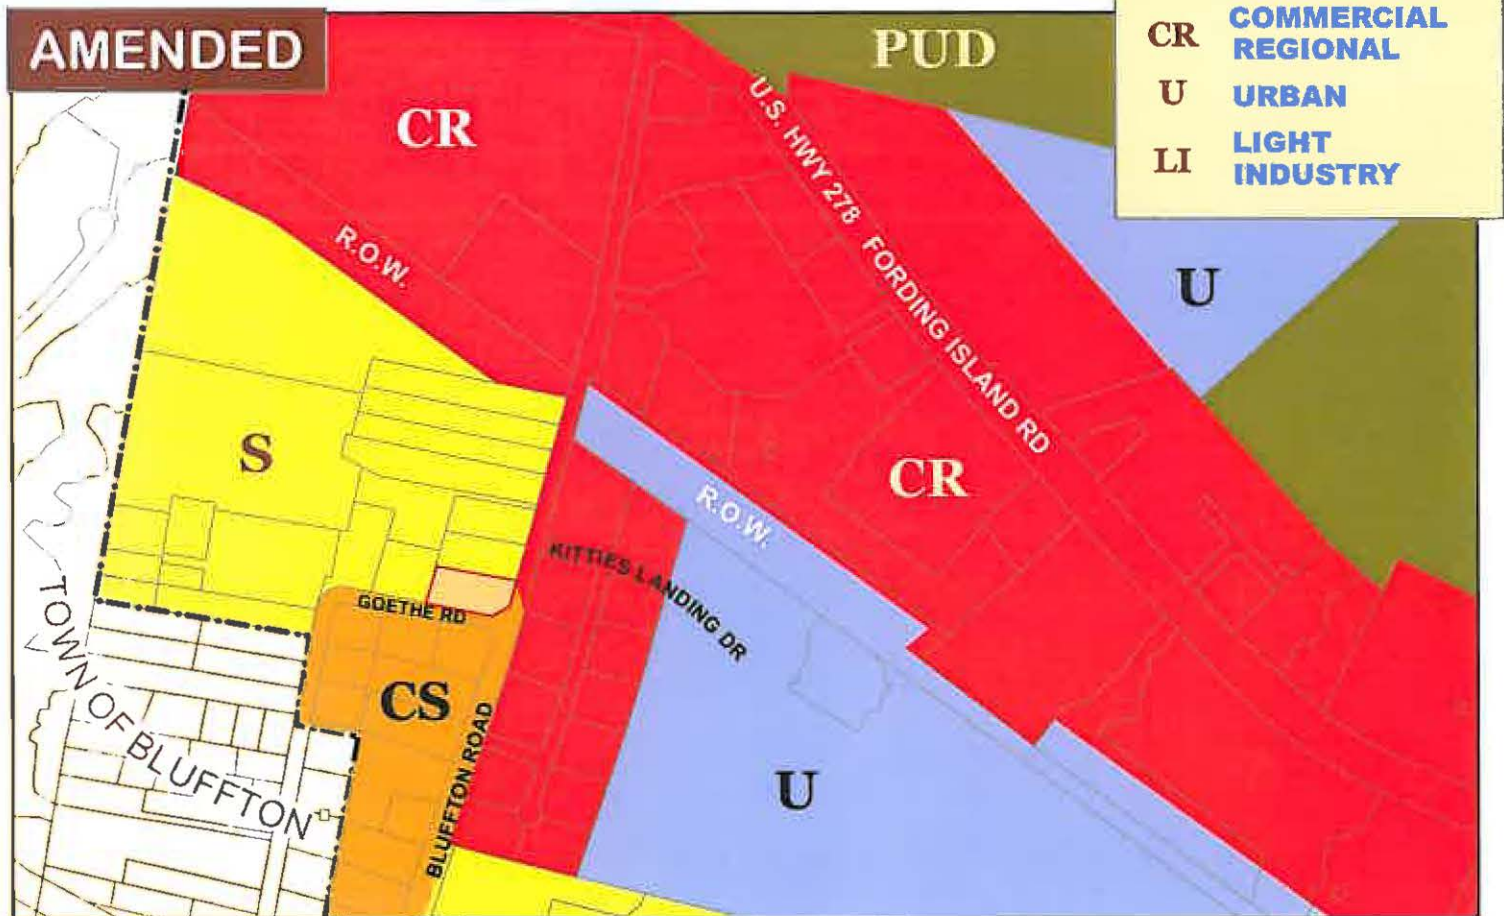 AMENDED
PUD
CR COMMERCIAL
REGIONAL
U URBAN
LI LIGHT
INDUSTRY
CR
U.S. HWY 278 FORDING ISLAND RD
R.O.W.
U
S
CR
R.O.W.
KITTIES LANDING DR
GOETHE RD
TOWN OF BLUFFTON
CS
BLUFFTON ROAD
U